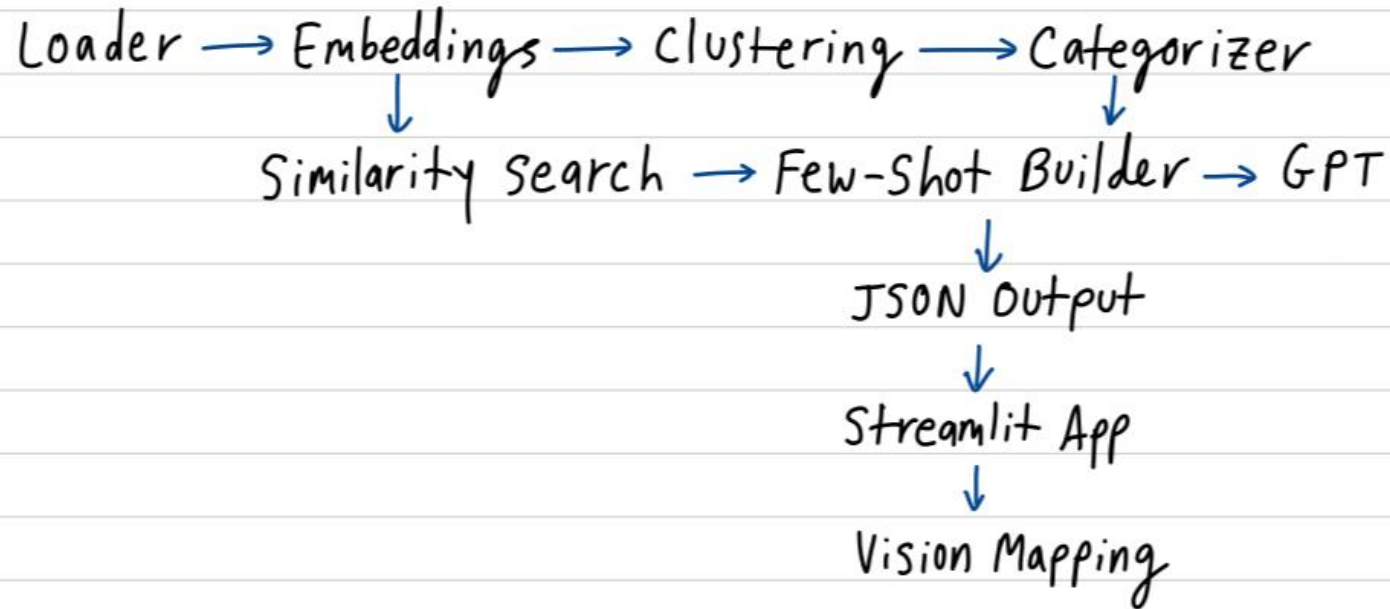 Loader → Embeddings → Clustering → Categorizer
↓ ↓
Similarity Search → Few-Shot Builder → GPT
↓
JSON Output
↓
Streamlit App
↓
Vision Mapping